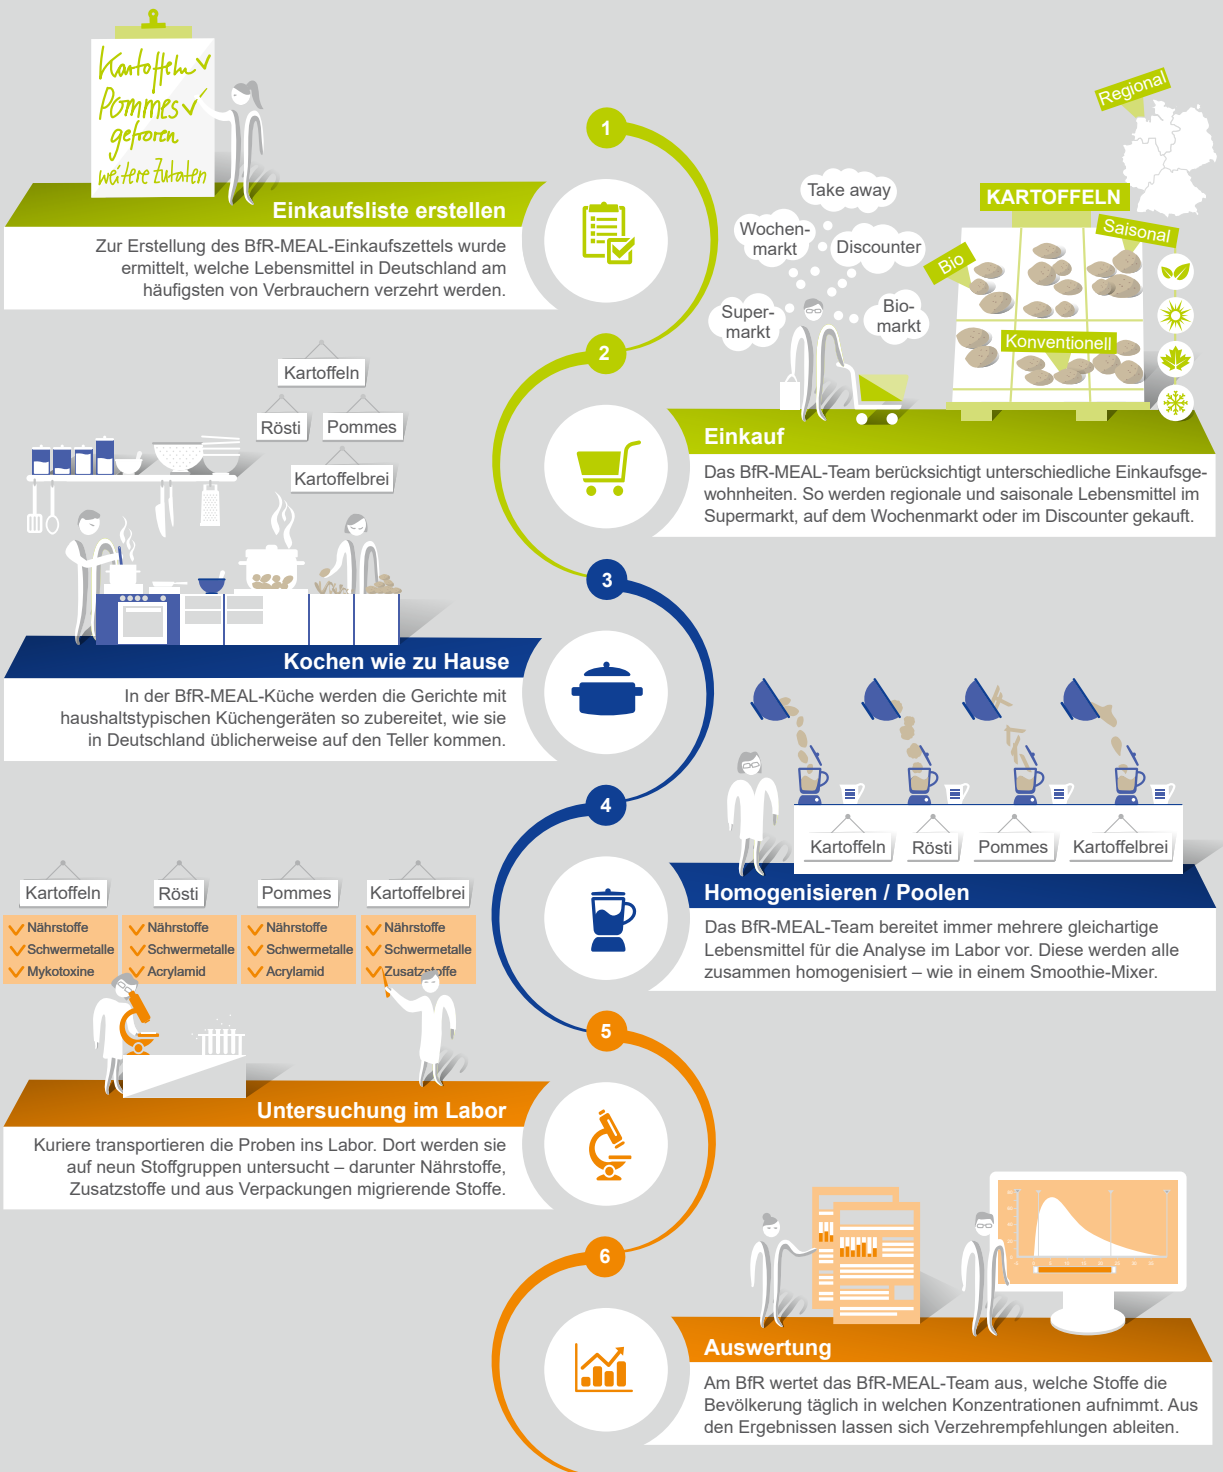 Kartoffeln
Pommes
gefroren
weitere Zutaten
1
Einkaufsliste erstellen
Zur Erstellung des BfR-MEAL-Einkaufszettels wurde
ermittelt, welche Lebensmittel in Deutschland am
häufigsten von Verbrauchern verzehrt werden.
Take away
Wochen-
markt
Discounter
Super-
markt
Bio-
markt
Regional
KARTOFFELN
Saisonal
Bio
Konventionell
2
Einkauf
Das BfR-MEAL-Team berücksichtigt unterschiedliche Einkaufsge-
wohnheiten. So werden regionale und saisonale Lebensmittel im
Supermarkt, auf dem Wochenmarkt oder im Discounter gekauft.
Kartoffeln
Rösti
Pommes
Kartoffelbrei
3
Kochen wie zu Hause
In der BfR-MEAL-Küche werden die Gerichte mit
haushaltstypischen Küchengeräten so zubereitet, wie sie
in Deutschland üblicherweise auf den Teller kommen.
4
Kartoffeln
Rösti
Pommes
Kartoffelbrei
Homogenisieren / Poolen
Das BfR-MEAL-Team bereitet immer mehrere gleichartige
Lebensmittel für die Analyse im Labor vor. Diese werden alle
zusammen homogenisiert – wie in einem Smoothie-Mixer.
Kartoffeln
Nährstoffe
Schwermetalle
Mykotoxine
Rösti
Nährstoffe
Schwermetalle
Acrylamid
Pommes
Nährstoffe
Schwermetalle
Acrylamid
Kartoffelbrei
Nährstoffe
Schwermetalle
Zusatzstoffe
5
Untersuchung im Labor
Kuriere transportieren die Proben ins Labor. Dort werden sie
auf neun Stoffgruppen untersucht – darunter Nährstoffe,
Zusatzstoffe und aus Verpackungen migrierende Stoffe.
6
Auswertung
Am BfR wertet das BfR-MEAL-Team aus, welche Stoffe die
Bevölkerung täglich in welchen Konzentrationen aufnimmt. Aus
den Ergebnissen lassen sich Verzehrempfehlungen ableiten.